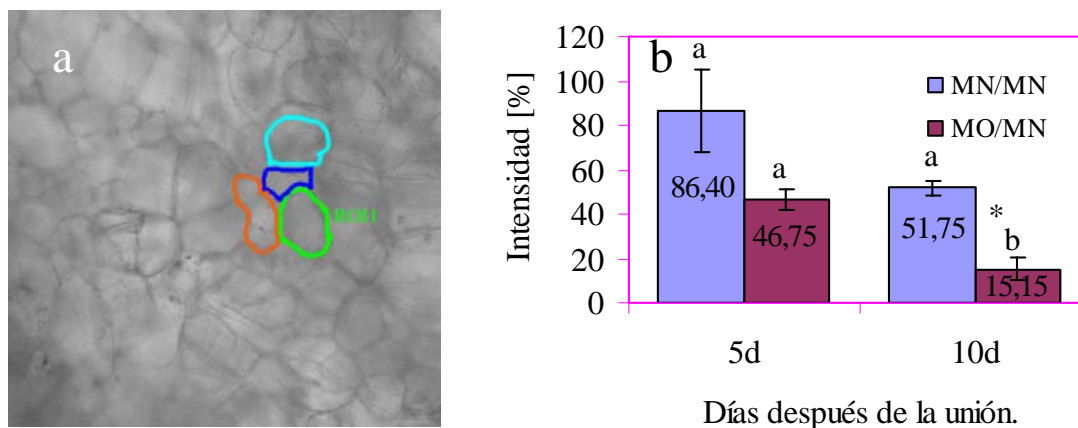 a
120
100
80
60
40
20
0
Intensidad [%]
b
a
86,40
a
46,75
a
51,75
*
b
15,15
MN/MN
MO/MN
5d
10d
Días después de la unión.